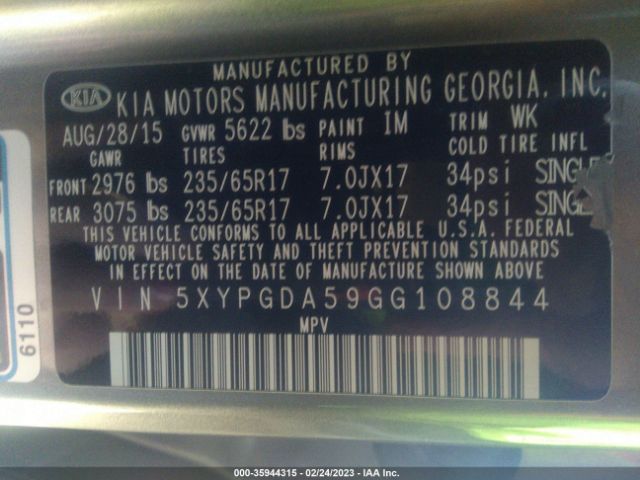 MANUFACTURED BY
KIA KIA MOTORS MANUFACTURING GEORGIA, INC.
AUG/28/15 GVWR 5622 lbs PAINT IM TRIM WK
GAWR TIRES RIMS COLD TIRE INFL
FRONT 2976 lbs 235/65R17 7.0JX17 34psi SINGLE
REAR 3075 lbs 235/65R17 7.0JX17 34psi SINGLE
THIS VEHICLE CONFORMS TO ALL APPLICABLE U.S.A. FEDERAL
MOTOR VEHICLE SAFETY AND THEFT PREVENTION STANDARDS
IN EFFECT ON THE DATE OF MANUFACTURE SHOWN ABOVE
VIN 5XYPGDA59GG108844
MPV
6110
000-35944315 - 02/24/2023 - IAA Inc.